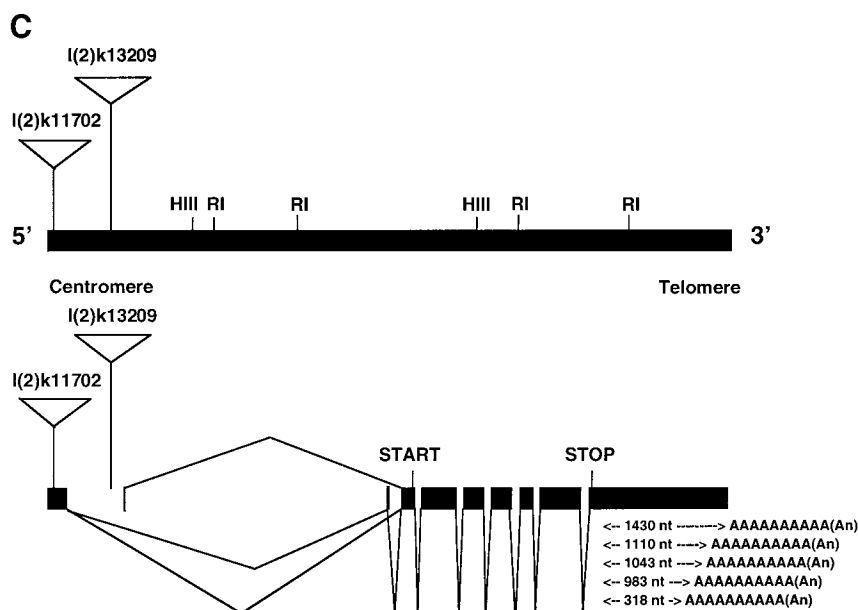 C
l(2)k13209
l(2)k11702
HIII RI RI HIII RI RI
5' 3'
Centromere Telomere
l(2)k13209
l(2)k11702
START STOP
<-- 1430 nt ---------> AAAAAAAAAA(An)
<-- 1110 nt -----> AAAAAAAAAA(An)
<-- 1043 nt ---> AAAAAAAAAA(An)
<-- 983 nt ---> AAAAAAAAAA(An)
<-- 318 nt -> AAAAAAAAAA(An)